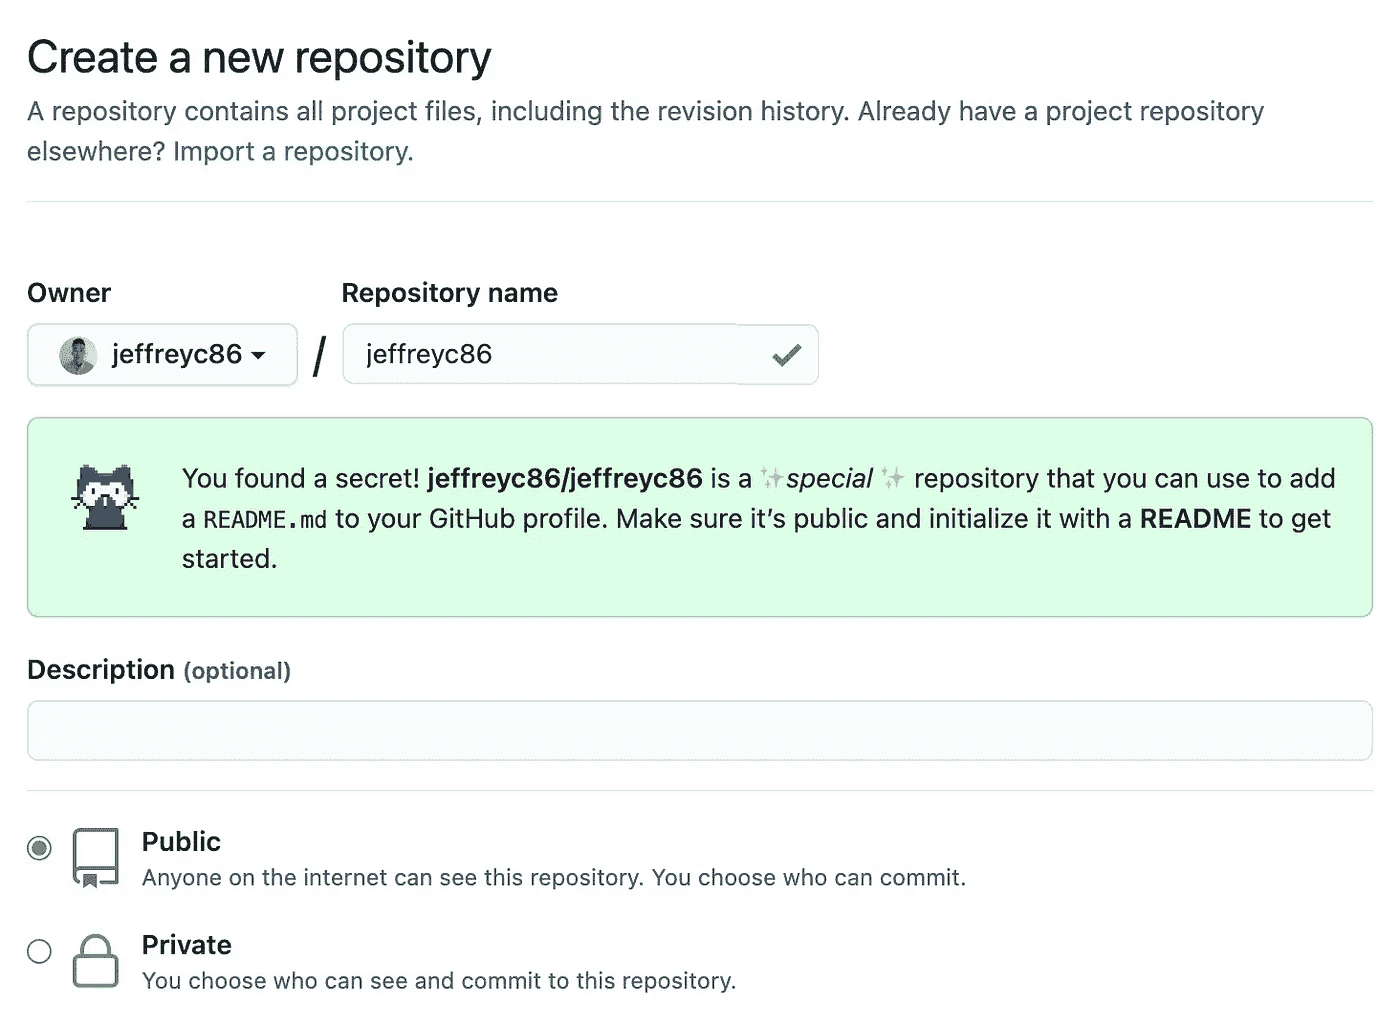 Create a new repository
A repository contains all project files, including the revision history. Already have a project repository
elsewhere? Import a repository.
Owner
Repository name
jeffreyc86
/
jeffreyc86
You found a secret! jeffreyc86/jeffreyc86 is a ✨special ✨ repository that you can use to add
a README.md to your GitHub profile. Make sure it’s public and initialize it with a README to get
started.
Description (optional)
Public
Anyone on the internet can see this repository. You choose who can commit.
Private
You choose who can see and commit to this repository.